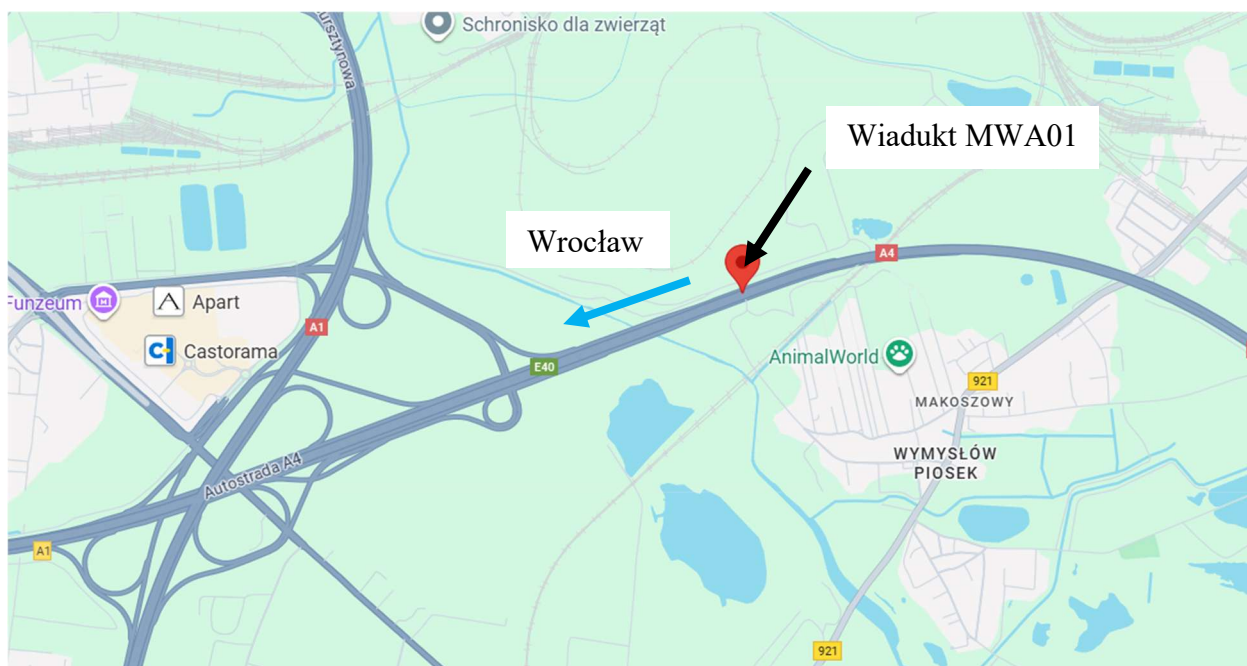 Schronisko dla zwierząt
ursztynowa
Wiadukt MWA01
Wrocław
A4
Funzeum
Apart
A1
Castorama
E40
AnimalWorld
921
MAKOSZOWY
WYMYSŁÓW
PIOSEK
Autostrada A4
A1
921